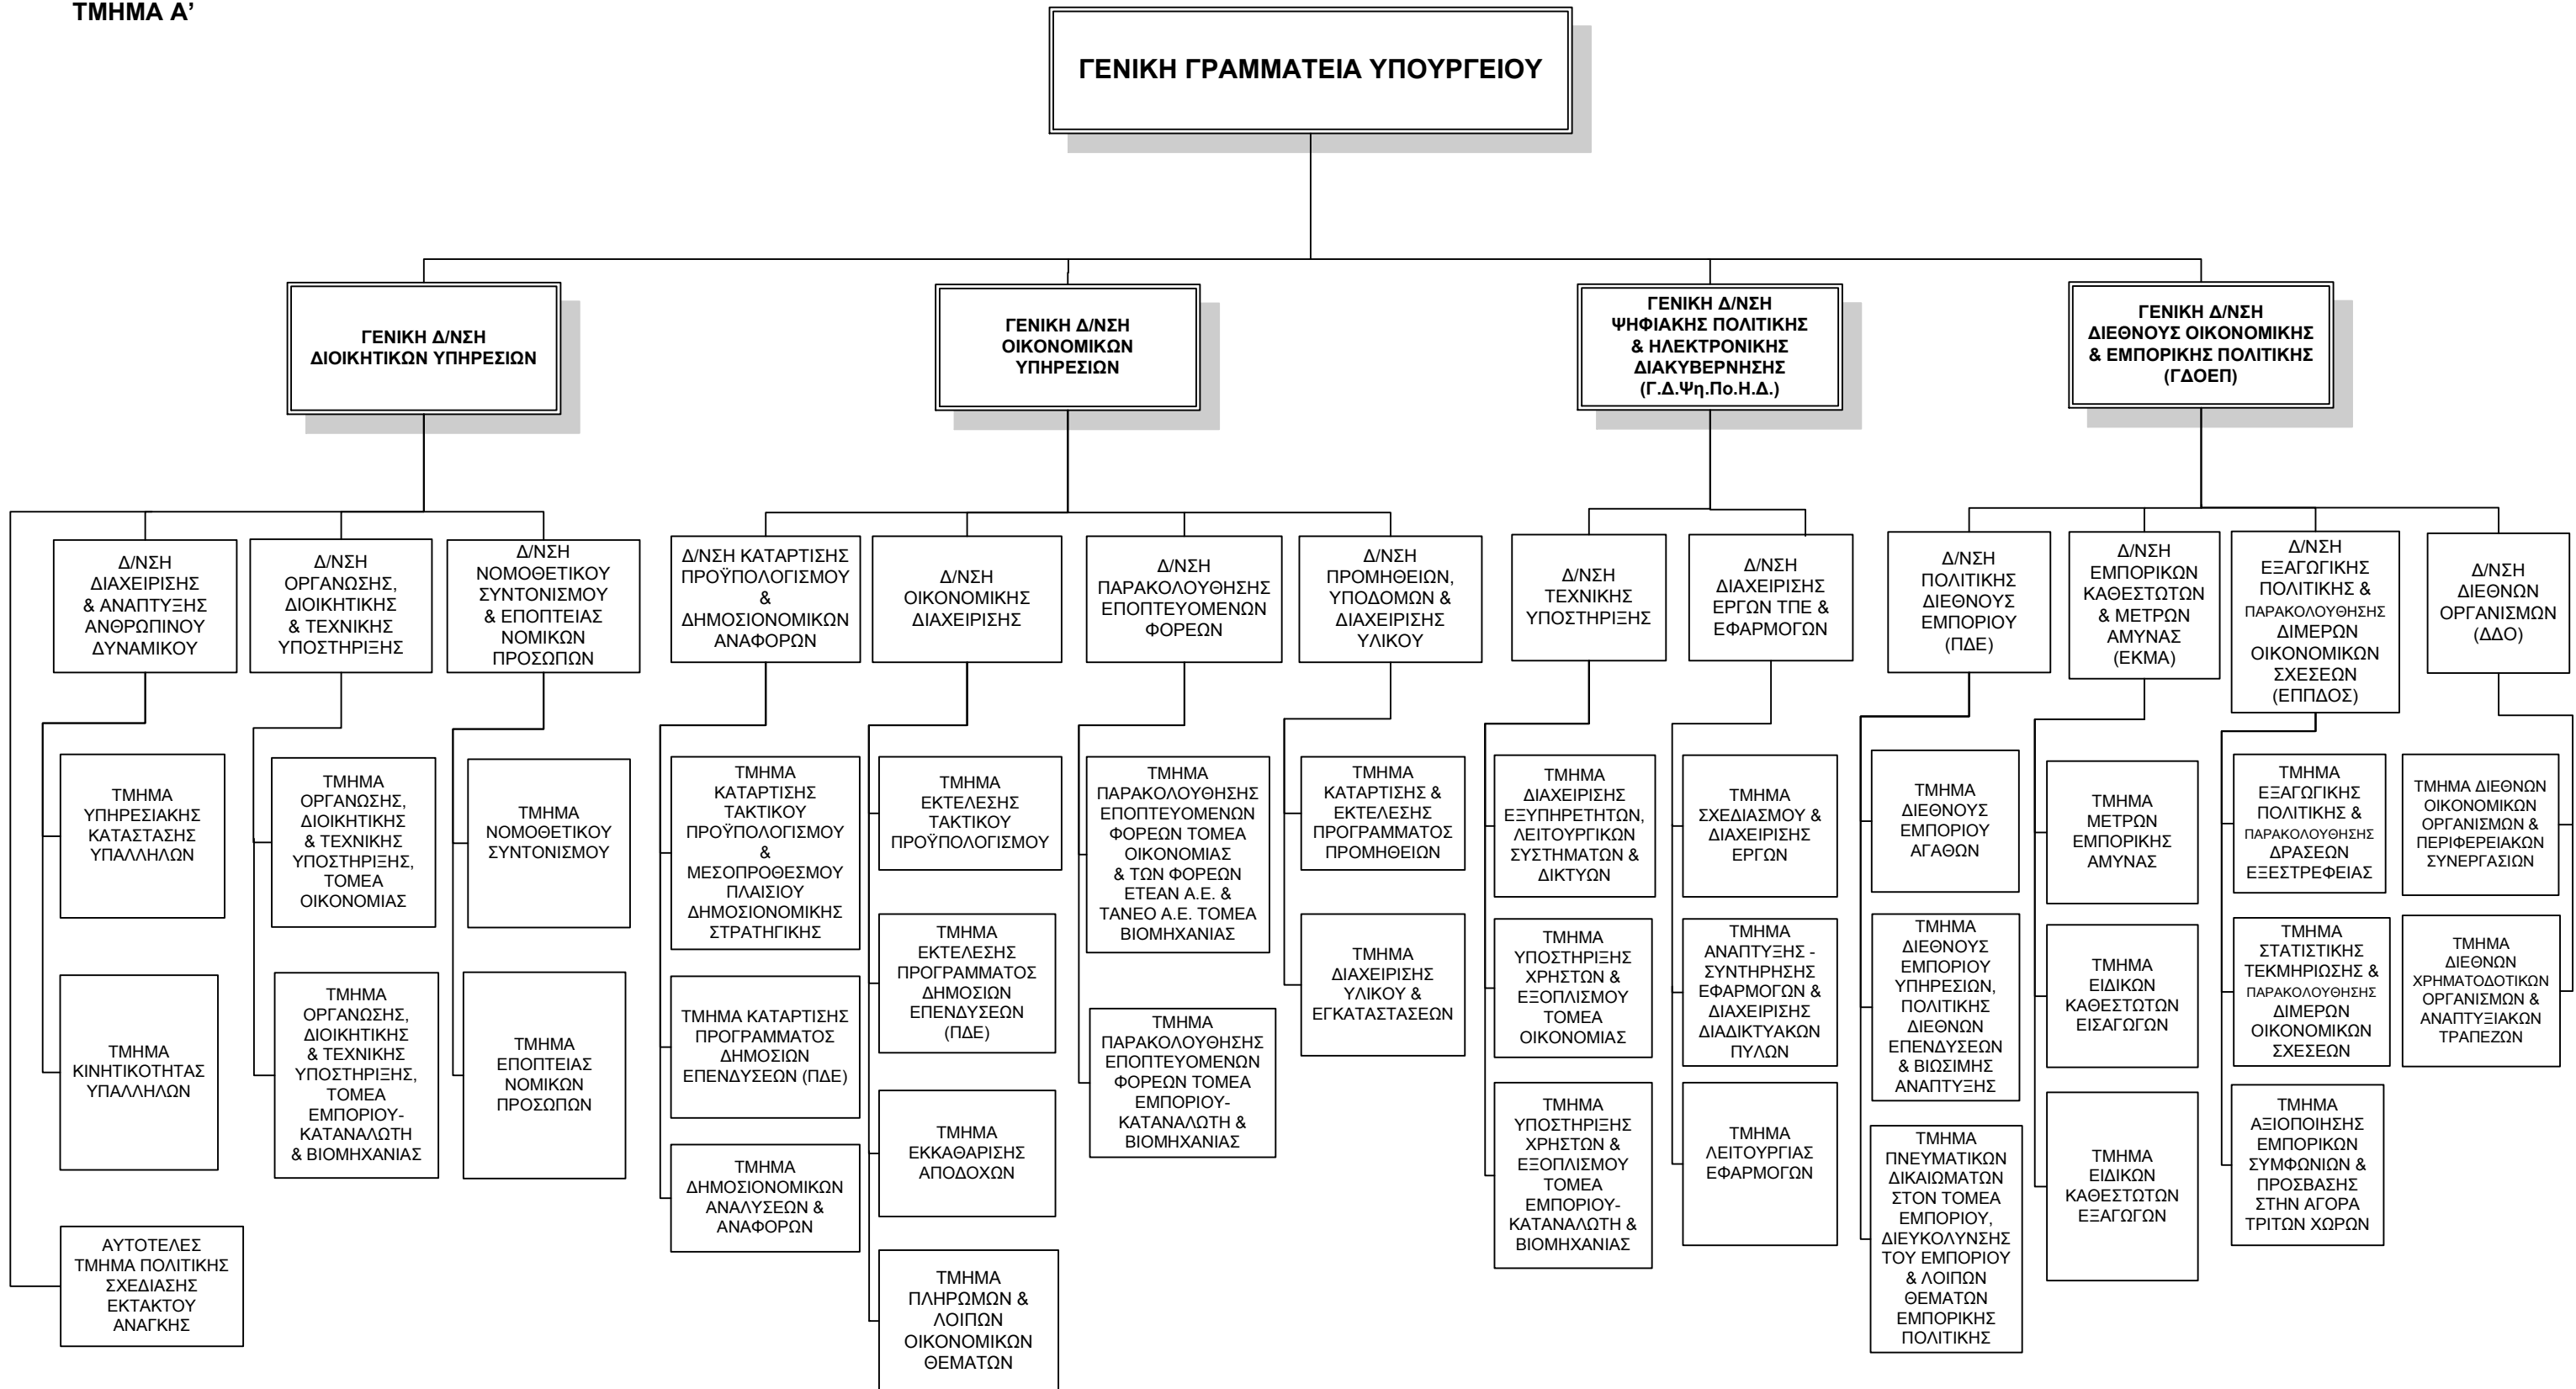 ΤΜΗΜΑ Α’
ΓΕΝΙΚΗ ΓΡΑΜΜΑΤΕΙΑ ΥΠΟΥΡΓΕΙΟΥ
ΓΕΝΙΚΗ Δ/ΝΣΗ
ΔΙΟΙΚΗΤΙΚΩΝ ΥΠΗΡΕΣΙΩΝ
ΓΕΝΙΚΗ Δ/ΝΣΗ
ΟΙΚΟΝΟΜΙΚΩΝ
ΥΠΗΡΕΣΙΩΝ
ΓΕΝΙΚΗ Δ/ΝΣΗ
ΨΗΦΙΑΚΗΣ ΠΟΛΙΤΙΚΗΣ
& ΗΛΕΚΤΡΟΝΙΚΗΣ
ΔΙΑΚΥΒΕΡΝΗΣΗΣ
(Γ.Δ.Ψη.Πο.Η.Δ.)
ΓΕΝΙΚΗ Δ/ΝΣΗ
ΔΙΕΘΝΟΥΣ ΟΙΚΟΝΟΜΙΚΗΣ
& ΕΜΠΟΡΙΚΗΣ ΠΟΛΙΤΙΚΗΣ
(ΓΔΟΕΠ)
Δ/ΝΣΗ
ΔΙΑΧΕΙΡΙΣΗΣ
& ΑΝΑΠΤΥΞΗΣ
ΑΝΘΡΩΠΙΝΟΥ
ΔΥΝΑΜΙΚΟΥ
Δ/ΝΣΗ
ΟΡΓΑΝΩΣΗΣ,
ΔΙΟΙΚΗΤΙΚΗΣ
& ΤΕΧΝΙΚΗΣ
ΥΠΟΣΤΗΡΙΞΗΣ
Δ/ΝΣΗ
ΝΟΜΟΘΕΤΙΚΟΥ
ΣΥΝΤΟΝΙΣΜΟΥ
& ΕΠΟΠΤΕΙΑΣ
ΝΟΜΙΚΩΝ
ΠΡΟΣΩΠΩΝ
Δ/ΝΣΗ ΚΑΤΑΡΤΙΣΗΣ
ΠΡΟΫΠΟΛΟΓΙΣΜΟΥ
&
ΔΗΜΟΣΙΟΝΟΜΙΚΩΝ
ΑΝΑΦΟΡΩΝ
Δ/ΝΣΗ
ΟΙΚΟΝΟΜΙΚΗΣ
ΔΙΑΧΕΙΡΙΣΗΣ
Δ/ΝΣΗ
ΠΑΡΑΚΟΛΟΥΘΗΣΗΣ
ΕΠΟΠΤΕΥΟΜΕΝΩΝ
ΦΟΡΕΩΝ
Δ/ΝΣΗ
ΠΡΟΜΗΘΕΙΩΝ,
ΥΠΟΔΟΜΩΝ &
ΔΙΑΧΕΙΡΙΣΗΣ
ΥΛΙΚΟΥ
Δ/ΝΣΗ
ΤΕΧΝΙΚΗΣ
ΥΠΟΣΤΗΡΙΞΗΣ
Δ/ΝΣΗ
ΔΙΑΧΕΙΡΙΣΗΣ
ΕΡΓΩΝ ΤΠΕ &
ΕΦΑΡΜΟΓΩΝ
Δ/ΝΣΗ
ΠΟΛΙΤΙΚΗΣ
ΔΙΕΘΝΟΥΣ
ΕΜΠΟΡΙΟΥ
(ΠΔΕ)
Δ/ΝΣΗ
ΕΜΠΟΡΙΚΩΝ
ΚΑΘΕΣΤΩΤΩΝ
& ΜΕΤΡΩΝ
ΑΜΥΝΑΣ
(ΕΚΜΑ)
Δ/ΝΣΗ
ΕΞΑΓΩΓΙΚΗΣ
ΠΟΛΙΤΙΚΗΣ &
ΠΑΡΑΚΟΛΟΥΘΗΣΗΣ
ΔΙΜΕΡΩΝ
ΟΙΚΟΝΟΜΙΚΩΝ
ΣΧΕΣΕΩΝ
(ΕΠΠΔΟΣ)
Δ/ΝΣΗ
ΔΙΕΘΝΩΝ
ΟΡΓΑΝΙΣΜΩΝ
(ΔΔΟ)
ΤΜΗΜΑ
ΥΠΗΡΕΣΙΑΚΗΣ
ΚΑΤΑΣΤΑΣΗΣ
ΥΠΑΛΛΗΛΩΝ
ΤΜΗΜΑ
ΚΙΝΗΤΙΚΟΤΗΤΑΣ
ΥΠΑΛΛΗΛΩΝ
ΑΥΤΟΤΕΛΕΣ
ΤΜΗΜΑ ΠΟΛΙΤΙΚΗΣ
ΣΧΕΔΙΑΣΗΣ
ΕΚΤΑΚΤΟΥ
ΑΝΑΓΚΗΣ
ΤΜΗΜΑ
ΟΡΓΑΝΩΣΗΣ,
ΔΙΟΙΚΗΤΙΚΗΣ
& ΤΕΧΝΙΚΗΣ
ΥΠΟΣΤΗΡΙΞΗΣ,
ΤΟΜΕΑ
ΟΙΚΟΝΟΜΙΑΣ
ΤΜΗΜΑ
ΟΡΓΑΝΩΣΗΣ,
ΔΙΟΙΚΗΤΙΚΗΣ
& ΤΕΧΝΙΚΗΣ
ΥΠΟΣΤΗΡΙΞΗΣ,
ΤΟΜΕΑ
ΕΜΠΟΡΙΟΥ-
ΚΑΤΑΝΑΛΩΤΗ
& ΒΙΟΜΗΧΑΝΙΑΣ
ΤΜΗΜΑ
ΝΟΜΟΘΕΤΙΚΟΥ
ΣΥΝΤΟΝΙΣΜΟΥ
ΤΜΗΜΑ
ΕΠΟΠΤΕΙΑΣ
ΝΟΜΙΚΩΝ
ΠΡΟΣΩΠΩΝ
ΤΜΗΜΑ
ΚΑΤΑΡΤΙΣΗΣ
ΤΑΚΤΙΚΟΥ
ΠΡΟΫΠΟΛΟΓΙΣΜΟΥ
&
ΜΕΣΟΠΡΟΘΕΣΜΟΥ
ΠΛΑΙΣΙΟΥ
ΔΗΜΟΣΙΟΝΟΜΙΚΗΣ
ΣΤΡΑΤΗΓΙΚΗΣ
ΤΜΗΜΑ ΚΑΤΑΡΤΙΣΗΣ
ΠΡΟΓΡΑΜΜΑΤΟΣ
ΔΗΜΟΣΙΩΝ
ΕΠΕΝΔΥΣΕΩΝ (ΠΔΕ)
ΤΜΗΜΑ
ΔΗΜΟΣΙΟΝΟΜΙΚΩΝ
ΑΝΑΛΥΣΕΩΝ &
ΑΝΑΦΟΡΩΝ
ΤΜΗΜΑ
ΕΚΤΕΛΕΣΗΣ
ΤΑΚΤΙΚΟΥ
ΠΡΟΫΠΟΛΟΓΙΣΜΟΥ
ΤΜΗΜΑ
ΕΚΤΕΛΕΣΗΣ
ΠΡΟΓΡΑΜΜΑΤΟΣ
ΔΗΜΟΣΙΩΝ
ΕΠΕΝΔΥΣΕΩΝ
(ΠΔΕ)
ΤΜΗΜΑ
ΕΚΚΑΘΑΡΙΣΗΣ
ΑΠΟΔΟΧΩΝ
ΤΜΗΜΑ
ΠΛΗΡΩΜΩΝ &
ΛΟΙΠΩΝ
ΟΙΚΟΝΟΜΙΚΩΝ
ΘΕΜΑΤΩΝ
ΤΜΗΜΑ
ΠΑΡΑΚΟΛΟΥΘΗΣΗΣ
ΕΠΟΠΤΕΥΟΜΕΝΩΝ
ΦΟΡΕΩΝ ΤΟΜΕΑ
ΟΙΚΟΝΟΜΙΑΣ
& ΤΩΝ ΦΟΡΕΩΝ
ΕΤΕΑΝ Α.Ε. &
ΤΑΝΕΟ Α.Ε. ΤΟΜΕΑ
ΒΙΟΜΗΧΑΝΙΑΣ
ΤΜΗΜΑ
ΠΑΡΑΚΟΛΟΥΘΗΣΗΣ
ΕΠΟΠΤΕΥΟΜΕΝΩΝ
ΦΟΡΕΩΝ ΤΟΜΕΑ
ΕΜΠΟΡΙΟΥ-
ΚΑΤΑΝΑΛΩΤΗ &
ΒΙΟΜΗΧΑΝΙΑΣ
ΤΜΗΜΑ
ΚΑΤΑΡΤΙΣΗΣ &
ΕΚΤΕΛΕΣΗΣ
ΠΡΟΓΡΑΜΜΑΤΟΣ
ΠΡΟΜΗΘΕΙΩΝ
ΤΜΗΜΑ
ΔΙΑΧΕΙΡΙΣΗΣ
ΥΛΙΚΟΥ &
ΕΓΚΑΤΑΣΤΑΣΕΩΝ
ΤΜΗΜΑ
ΔΙΑΧΕΙΡΙΣΗΣ
ΕΞΥΠΗΡΕΤΗΤΩΝ,
ΛΕΙΤΟΥΡΓΙΚΩΝ
ΣΥΣΤΗΜΑΤΩΝ &
ΔΙΚΤΥΩΝ
ΤΜΗΜΑ
ΥΠΟΣΤΗΡΙΞΗΣ
ΧΡΗΣΤΩΝ &
ΕΞΟΠΛΙΣΜΟΥ
ΤΟΜΕΑ
ΟΙΚΟΝΟΜΙΑΣ
ΤΜΗΜΑ
ΥΠΟΣΤΗΡΙΞΗΣ
ΧΡΗΣΤΩΝ &
ΕΞΟΠΛΙΣΜΟΥ
ΤΟΜΕΑ
ΕΜΠΟΡΙΟΥ-
ΚΑΤΑΝΑΛΩΤΗ &
ΒΙΟΜΗΧΑΝΙΑΣ
ΤΜΗΜΑ
ΣΧΕΔΙΑΣΜΟΥ &
ΔΙΑΧΕΙΡΙΣΗΣ
ΕΡΓΩΝ
ΤΜΗΜΑ
ΑΝΑΠΤΥΞΗΣ -
ΣΥΝΤΗΡΗΣΗΣ
ΕΦΑΡΜΟΓΩΝ &
ΔΙΑΧΕΙΡΙΣΗΣ
ΔΙΑΔΙΚΤΥΑΚΩΝ
ΠΥΛΩΝ
ΤΜΗΜΑ
ΛΕΙΤΟΥΡΓΙΑΣ
ΕΦΑΡΜΟΓΩΝ
ΤΜΗΜΑ
ΔΙΕΘΝΟΥΣ
ΕΜΠΟΡΙΟΥ
ΑΓΑΘΩΝ
ΤΜΗΜΑ
ΔΙΕΘΝΟΥΣ
ΕΜΠΟΡΙΟΥ
ΥΠΗΡΕΣΙΩΝ,
ΠΟΛΙΤΙΚΗΣ
ΔΙΕΘΝΩΝ
ΕΠΕΝΔΥΣΕΩΝ
& ΒΙΩΣΙΜΗΣ
ΑΝΑΠΤΥΞΗΣ
ΤΜΗΜΑ
ΠΝΕΥΜΑΤΙΚΩΝ
ΔΙΚΑΙΩΜΑΤΩΝ
ΣΤΟΝ ΤΟΜΕΑ
ΕΜΠΟΡΙΟΥ,
ΔΙΕΥΚΟΛΥΝΣΗΣ
ΤΟΥ ΕΜΠΟΡΙΟΥ
& ΛΟΙΠΩΝ
ΘΕΜΑΤΩΝ
ΕΜΠΟΡΙΚΗΣ
ΠΟΛΙΤΙΚΗΣ
ΤΜΗΜΑ
ΜΕΤΡΩΝ
ΕΜΠΟΡΙΚΗΣ
ΑΜΥΝΑΣ
ΤΜΗΜΑ
ΕΙΔΙΚΩΝ
ΚΑΘΕΣΤΩΤΩΝ
ΕΙΣΑΓΩΓΩΝ
ΤΜΗΜΑ
ΕΙΔΙΚΩΝ
ΚΑΘΕΣΤΩΤΩΝ
ΕΞΑΓΩΓΩΝ
ΤΜΗΜΑ
ΕΞΑΓΩΓΙΚΗΣ
ΠΟΛΙΤΙΚΗΣ &
ΠΑΡΑΚΟΛΟΥΘΗΣΗΣ
ΔΡΑΣΕΩΝ
ΕΞΕΣΤΡΕΦΕΙΑΣ
ΤΜΗΜΑ
ΣΤΑΤΙΣΤΙΚΗΣ
ΤΕΚΜΗΡΙΩΣΗΣ &
ΠΑΡΑΚΟΛΟΥΘΗΣΗΣ
ΔΙΜΕΡΩΝ
ΟΙΚΟΝΟΜΙΚΩΝ
ΣΧΕΣΕΩΝ
ΤΜΗΜΑ
ΑΞΙΟΠΟΙΗΣΗΣ
ΕΜΠΟΡΙΚΩΝ
ΣΥΜΦΩΝΙΩΝ &
ΠΡΟΣΒΑΣΗΣ
ΣΤΗΝ ΑΓΟΡΑ
ΤΡΙΤΩΝ ΧΩΡΩΝ
ΤΜΗΜΑ ΔΙΕΘΝΩΝ
ΟΙΚΟΝΟΜΙΚΩΝ
ΟΡΓΑΝΙΣΜΩΝ &
ΠΕΡΙΦΕΡΕΙΑΚΩΝ
ΣΥΝΕΡΓΑΣΙΩΝ
ΤΜΗΜΑ
ΔΙΕΘΝΩΝ
ΧΡΗΜΑΤΟΔΟΤΙΚΩΝ
ΟΡΓΑΝΙΣΜΩΝ &
ΑΝΑΠΤΥΞΙΑΚΩΝ
ΤΡΑΠΕΖΩΝ